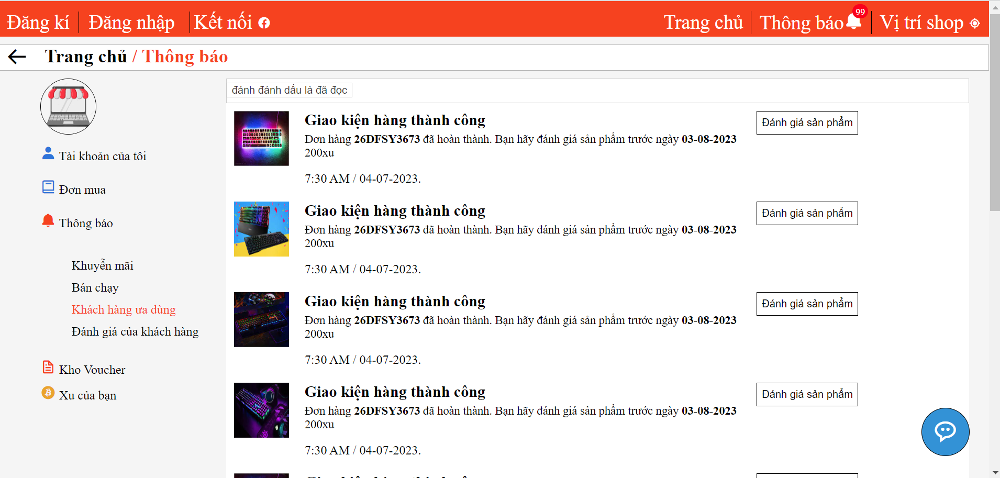 Đăng kí
Đăng nhập
Kết nối
Trang chủ
Thông báo
99
Vị trí shop
Trang chủ / Thông báo
Tài khoản của tôi
Đơn mua
Thông báo
Khuyễn mãi
Bán chạy
Khách hàng ưa dùng
Đánh giá của khách hàng
Kho Voucher
Xu của bạn
đánh đánh dấu là đã đọc
Giao kiện hàng thành công
Đơn hàng 26DFSY3673 đã hoàn thành. Bạn hãy đánh giá sản phẩm trước ngày 03-08-2023
200xu
7:30 AM / 04-07-2023.
Đánh giá sản phẩm
Giao kiện hàng thành công
Đơn hàng 26DFSY3673 đã hoàn thành. Bạn hãy đánh giá sản phẩm trước ngày 03-08-2023
200xu
7:30 AM / 04-07-2023.
Đánh giá sản phẩm
Giao kiện hàng thành công
Đơn hàng 26DFSY3673 đã hoàn thành. Bạn hãy đánh giá sản phẩm trước ngày 03-08-2023
200xu
7:30 AM / 04-07-2023.
Đánh giá sản phẩm
Giao kiện hàng thành công
Đơn hàng 26DFSY3673 đã hoàn thành. Bạn hãy đánh giá sản phẩm trước ngày 03-08-2023
200xu
7:30 AM / 04-07-2023.
Đánh giá sản phẩm